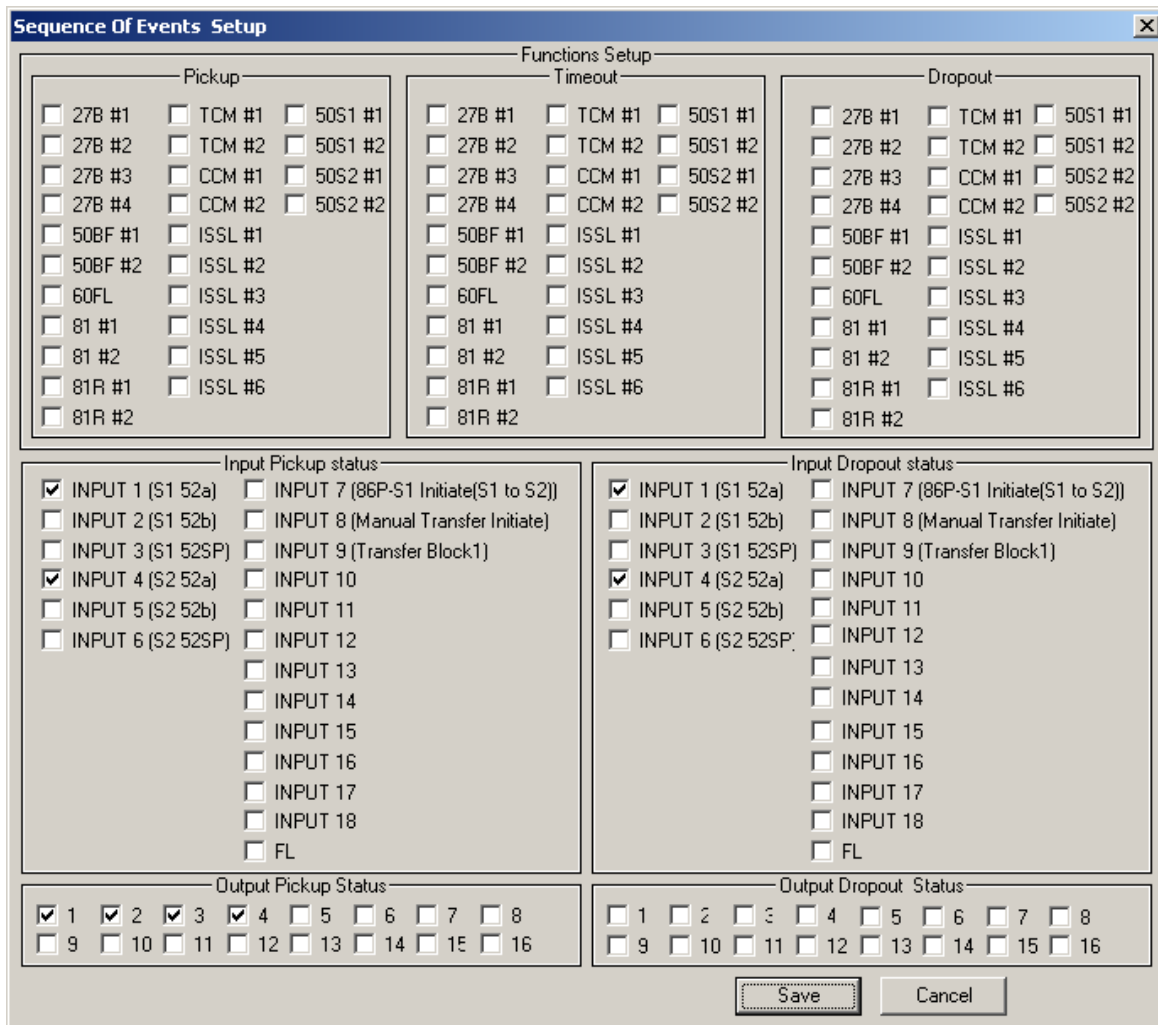 Sequence Of Events Setup
Functions Setup
Pickup
27B #1 TCM #1 50S1 #1
27B #2 TCM #2 50S1 #2
27B #3 CCM #1 50S2 #1
27B #4 CCM #2 50S2 #2
50BF #1 ISSL #1
50BF #2 ISSL #2
60FL ISSL #3
81 #1 ISSL #4
81 #2 ISSL #5
81R #1 ISSL #6
81R #2
Timeout
27B #1 TCM #1 50S1 #1
27B #2 TCM #2 50S1 #2
27B #3 CCM #1 50S2 #1
27B #4 CCM #2 50S2 #2
50BF #1 ISSL #1
50BF #2 ISSL #2
60FL ISSL #3
81 #1 ISSL #4
81 #2 ISSL #5
81R #1 ISSL #6
81R #2
Dropout
27B #1 TCM #1 50S1 #1
27B #2 TCM #2 50S1 #2
27B #3 CCM #1 50S2 #2
27B #4 CCM #2 50S2 #2
50BF #1 ISSL #1
50BF #2 ISSL #2
60FL ISSL #3
81 #1 ISSL #4
81 #2 ISSL #5
81R #1 ISSL #6
81R #2
Input Pickup status
INPUT 1 (S1 52a) INPUT 7 (86P-S1 Initiate(S1 to S2))
INPUT 2 (S1 52b) INPUT 8 (Manual Transfer Initiate)
INPUT 3 (S1 52SP) INPUT 9 (Transfer Block1)
INPUT 4 (S2 52a) INPUT 10
INPUT 5 (S2 52b) INPUT 11
INPUT 6 (S2 52SP) INPUT 12
INPUT 13
INPUT 14
INPUT 15
INPUT 16
INPUT 17
INPUT 18
FL
Input Dropout status
INPUT 1 (S1 52a) INPUT 7 (86P-S1 Initiate(S1 to S2))
INPUT 2 (S1 52b) INPUT 8 (Manual Transfer Initiate)
INPUT 3 (S1 52SP) INPUT 9 (Transfer Block1)
INPUT 4 (S2 52a) INPUT 10
INPUT 5 (S2 52b) INPUT 11
INPUT 6 (S2 52SP) INPUT 12
INPUT 13
INPUT 14
INPUT 15
INPUT 16
INPUT 17
INPUT 18
FL
Output Pickup Status
1 2 3 4 5 6 7 8
9 10 11 12 13 14 15 16
Output Dropout Status
1 2 3 4 5 6 7 8
9 10 11 12 13 14 15 16
Save Cancel